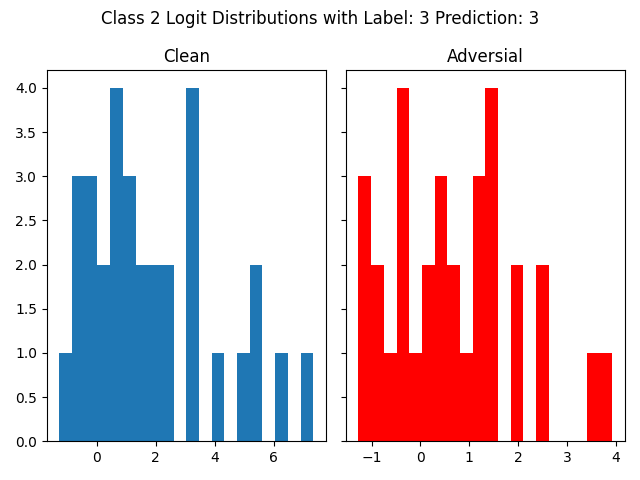 Class 2 Logit Distributions with Label: 3 Prediction: 3
Clean
Adversial
4.0
3.5
3.0
2.5
2.0
1.5
1.0
0.5
0.0
0 2 4 6
−1 0 1 2 3 4